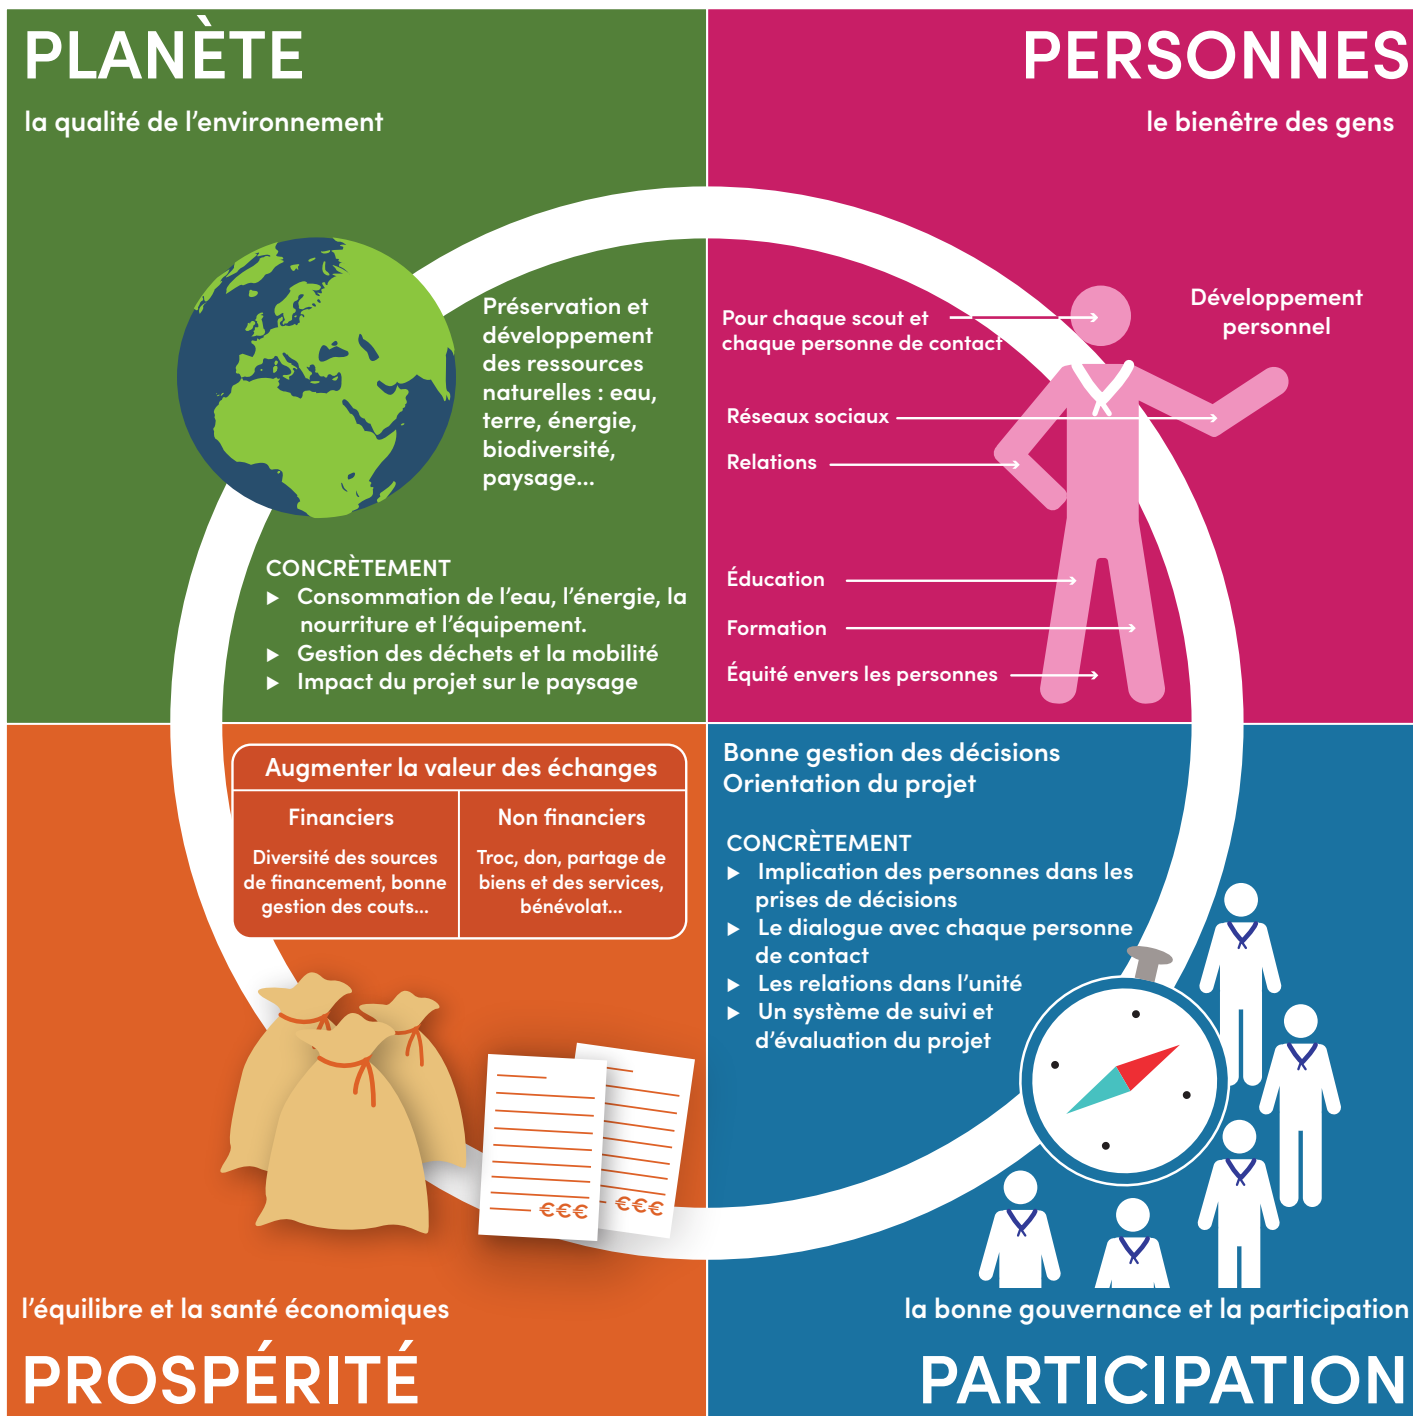 PLANÈTE
la qualité de l'environnement
Préservation et
développement
des ressources
naturelles : eau,
terre, énergie,
biodiversité,
paysage...
CONCRÈTEMENT
▶ Consommation de l'eau, l'énergie, la
nourriture et l'équipement.
▶ Gestion des déchets et la mobilité
▶ Impact du projet sur le paysage
PERSONNES
le bienêtre des gens
Développement
personnel
Pour chaque scout et
chaque personne de contact
Réseaux sociaux
Relations
Éducation
Formation
Équité envers les personnes
Augmenter la valeur des échanges
Financiers
Diversité des sources
de financement, bonne
gestion des couts...
Non financiers
Troc, don, partage de
biens et des services,
bénévolat...
€€€
€€€
l'équilibre et la santé économiques
PROSPÉRITÉ
Bonne gestion des décisions
Orientation du projet
CONCRÈTEMENT
▶ Implication des personnes dans les
prises de décisions
▶ Le dialogue avec chaque personne
de contact
▶ Les relations dans l'unité
▶ Un système de suivi et
d'évaluation du projet
la bonne gouvernance et la participation
PARTICIPATION